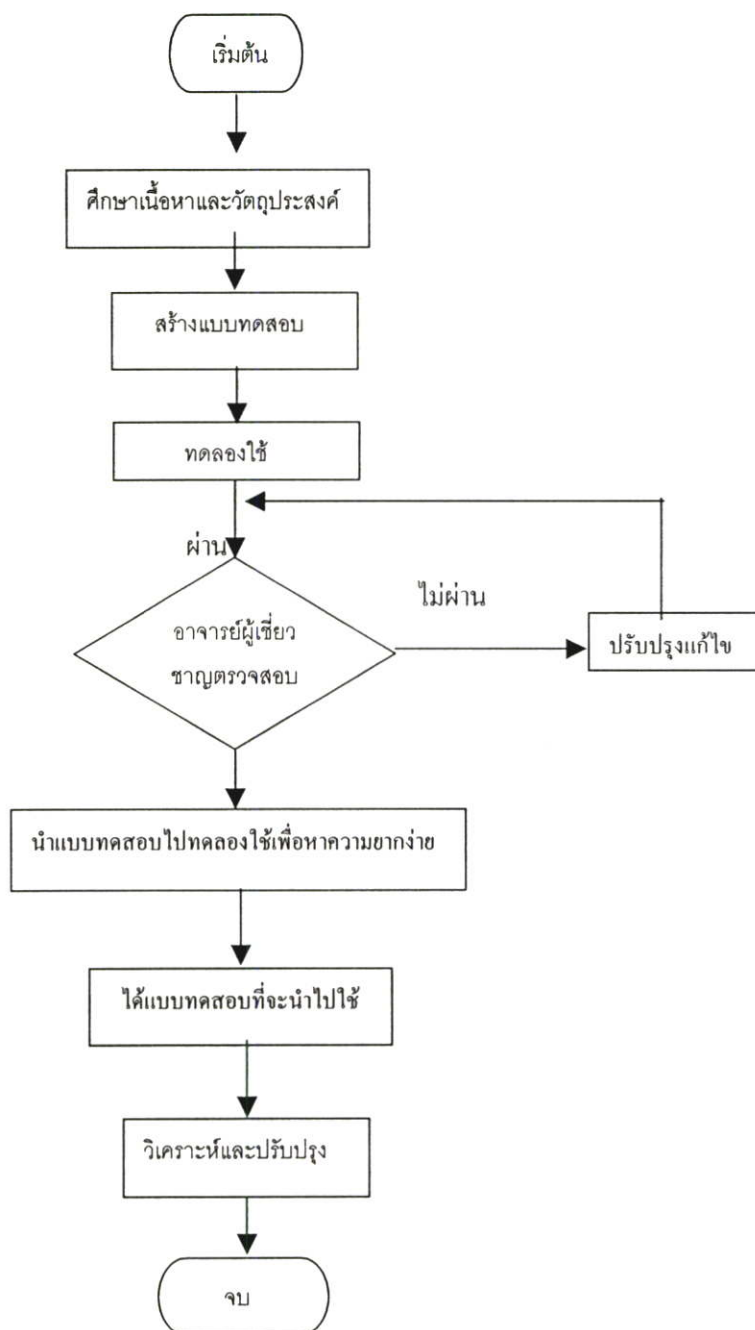 เริ่มต้น
ศึกษาเนื้อหาและวัตถุประสงค์
สร้างแบบทดสอบ
ทดลองใช้
ผ่าน
ไม่ผ่าน
อาจารย์ผู้เชี่ยว
ชาญตรวจสอบ
ปรับปรุงแก้ไข
นำแบบทดสอบไปทดลองใช้เพื่อหาความยากง่าย
ได้แบบทดสอบที่จะนำไปใช้
วิเคราะห์และปรับปรุง
จบ